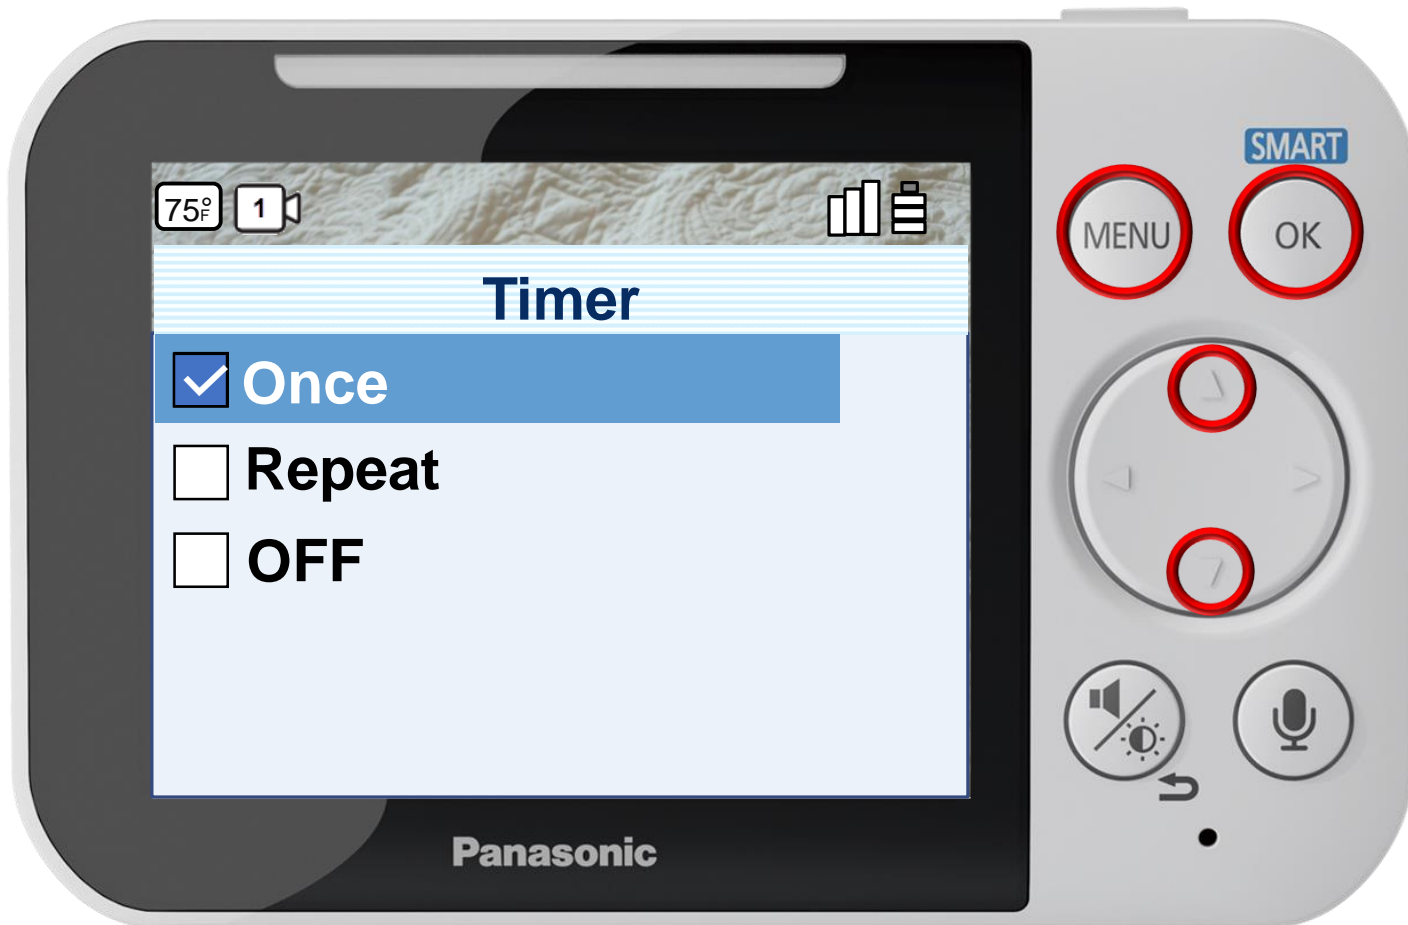 SMART
75°F 1
MENU OK
Timer
Once
Repeat
OFF
Panasonic